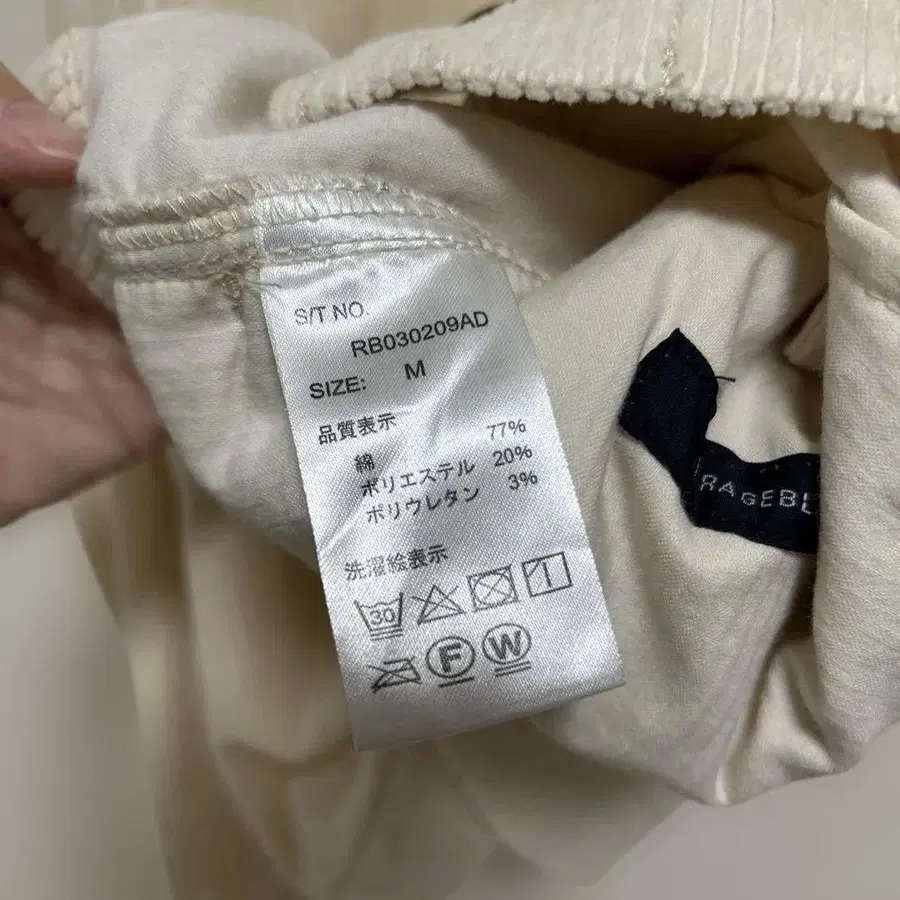 S/T NO.
RB030209AD
SIZE: M
品質表示
綿 77%
ポリエステル 20%
ポリウレタン 3%
洗濯絵表示
30
F W
RAGEBL